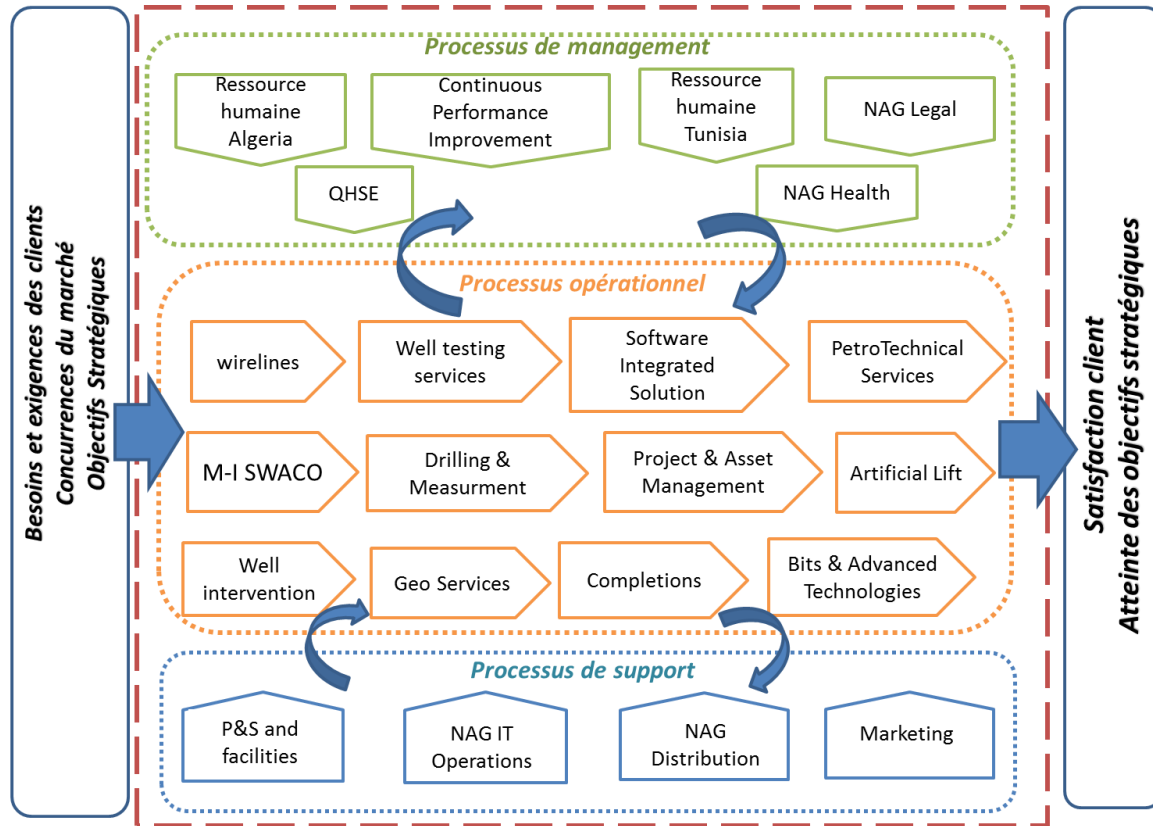 Besoins et exigences des clients
Concurrences du marché
Objectifs Stratégiques
Processus de management
Ressource
humaine
Algeria
Continuous
Performance
Improvement
Ressource
humaine
Tunisia
NAG Legal
QHSE
NAG Health
Processus opérationnel
wirelines
Well testing
services
Software
Integrated
Solution
PetroTechnical
Services
M-I SWACO
Drilling &
Measurment
Project & Asset
Management
Artificial Lift
Well
intervention
Geo Services
Completions
Bits & Advanced
Technologies
Processus de support
P&S and
facilities
NAG IT
Operations
NAG
Distribution
Marketing
Satisfaction client
Atteinte des objectifs stratégiques